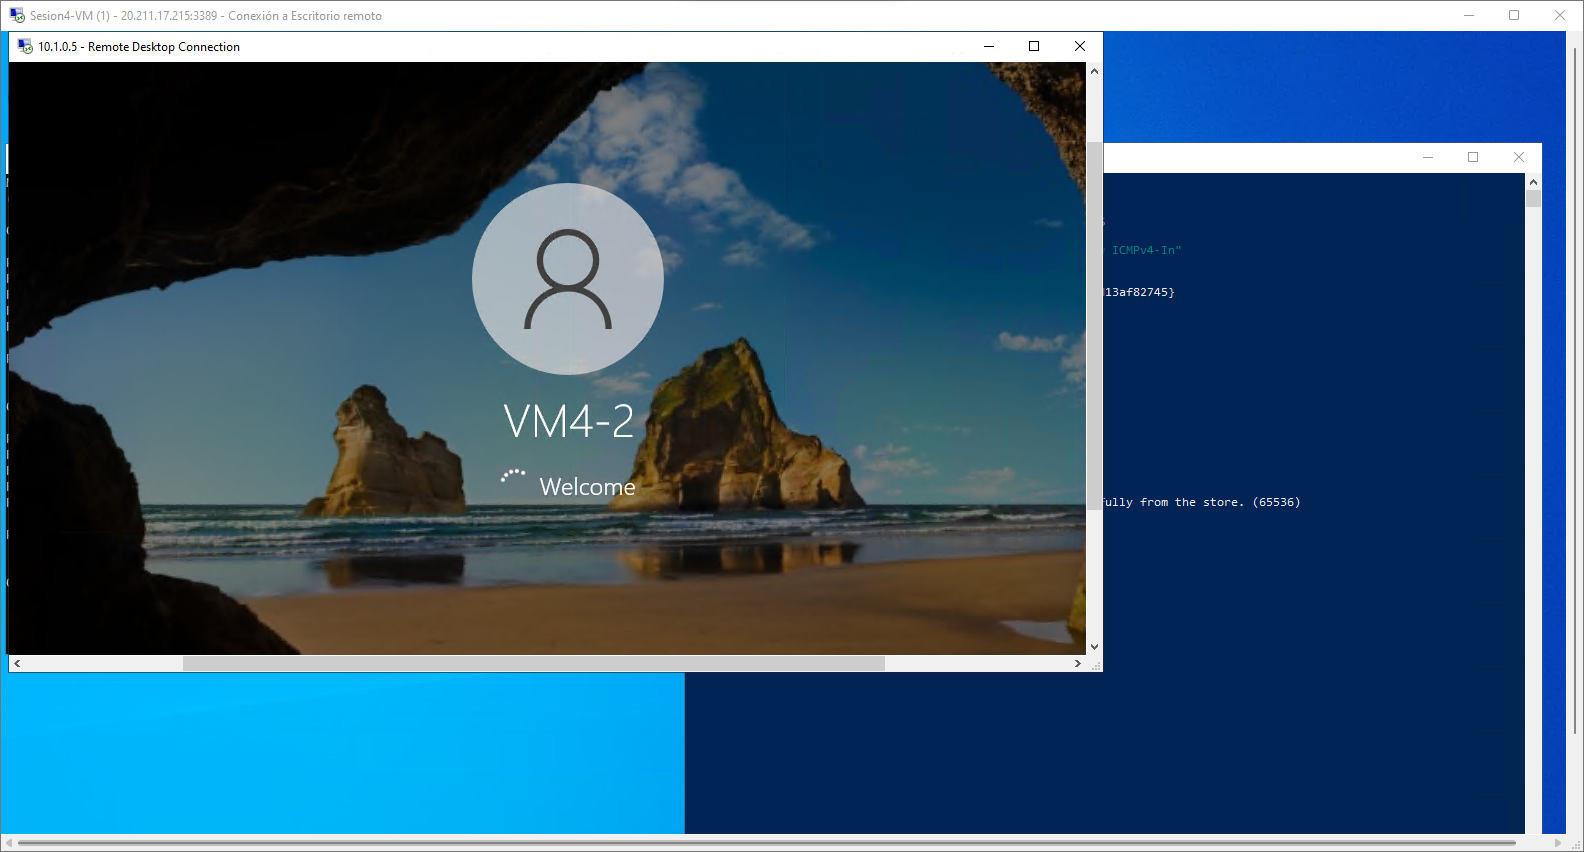 Sesion4-VM (1) - 20.211.17.215:3389 - Conexión a Escritorio remoto
10.1.0.5 - Remote Desktop Connection
ICMPv4-In"
13af82745}
VM4-2
Welcome
fully from the store. (65536)